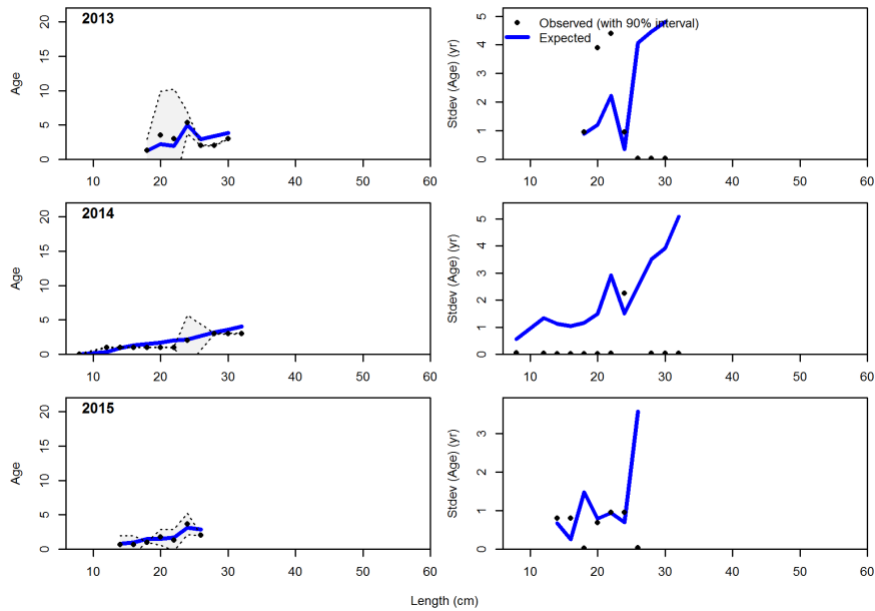 2013
Age
0 5 10 15 20
10 20 30 40 50 60
Stdev (Age) (yr)
0 1 2 3 4 5
10 20 30 40 50 60
Observed (with 90% interval)
Expected
2014
Age
0 5 10 15 20
10 20 30 40 50 60
Stdev (Age) (yr)
0 1 2 3 4 5
10 20 30 40 50 60
2015
Age
0 5 10 15 20
10 20 30 40 50 60
Stdev (Age) (yr)
0 1 2 3
10 20 30 40 50 60
Length (cm)